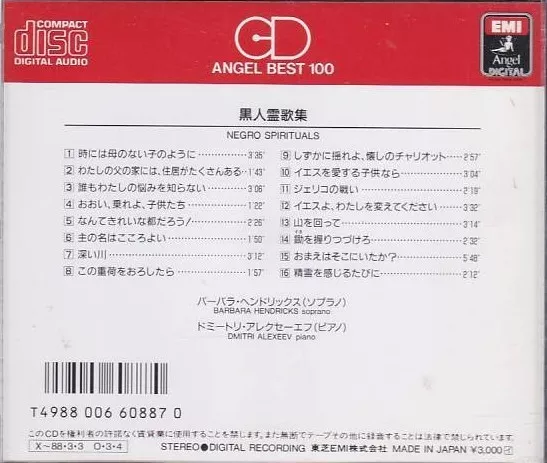 COMPACT
disc
DIGITAL AUDIO
CD
ANGEL BEST 100
EMI
Angel
DIGITAL
黒人霊歌集
NEGRO SPIRITUALS
1 時には母のない子のように……………3'35"
2 わたしの父の家には、住居がたくさんある…1'43"
3 誰もわたしの悩みを知らない…………3'06"
4 おおい、乗れよ、子供たち……………1'22"
5 なんてきれいな都だろう!……………2'26"
6 主の名はこころよい……………1'50"
7 深い川……………3'12"
8 この重荷をおろしたら……………1'57"
9 しずかに揺れよ、懐しのチャリオット……2'57"
10 イエスを愛する子供なら……………3'04"
11 ジェリコの戦い……………2'19"
12 イエスよ、わたしを変えてください……3'32"
13 山を回って……………3'14"
14 鋤を握りつづけろ……………2'32"
15 おまえはそこにいたか?……………5'48"
16 精霊を感じるたびに……………2'12"
バーバラ・ヘンドリックス(ソプラノ)
BARBARA HENDRICKS soprano
ドミートリ・アレクセーエフ(ピアノ)
DMITRI ALEXEEV piano
T4988 006 60887 0
このCDを権利者の許諾なく賃貸業に使用することを禁じます。また無断でテープその他に録音することは法律で禁じられています。
X〜88・3・3 O・3・4
STEREO●DIGITAL RECORDING 東芝EMI株式会社 MADE IN JAPAN ¥3,000